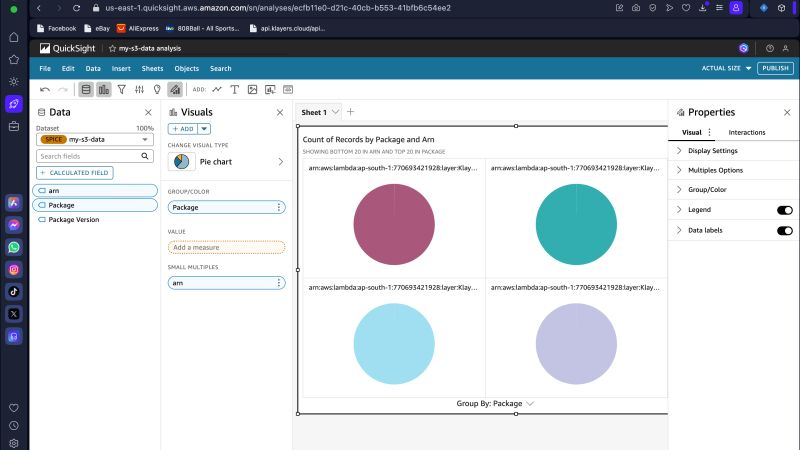 us-east-1.quicksight.aws.amazon.com/sn/analyses/ecfb11e0-d21c-40cb-b553-41bfb6c54ee2
Facebook
eBay
AliExpress
808Ball - All Sports...
api.klayers.cloud/api...
QuickSight
my-s3-data analysis
File Edit Data Insert Sheets Objects Search
ACTUAL SIZE
PUBLISH
ADD:
Data
Dataset
100%
SPICE my-s3-data
Search fields
+ CALCULATED FIELD
arn
Package
Package Version
Visuals
+ ADD
CHANGE VISUAL TYPE
Pie chart
GROUP/COLOR
Package
VALUE
Add a measure
SMALL MULTIPLES
arn
Sheet 1
Count of Records by Package and Arn
SHOWING BOTTOM 20 IN ARN AND TOP 20 IN PACKAGE
arn:aws:lambda:ap-south-1:770693421928:layer:Klay...
arn:aws:lambda:ap-south-1:770693421928:layer:Klay...
arn:aws:lambda:ap-south-1:770693421928:layer:Klay...
arn:aws:lambda:ap-south-1:770693421928:layer:Klay...
Group By: Package
Properties
Visual
Interactions
Display Settings
Multiples Options
Group/Color
Legend
Data labels